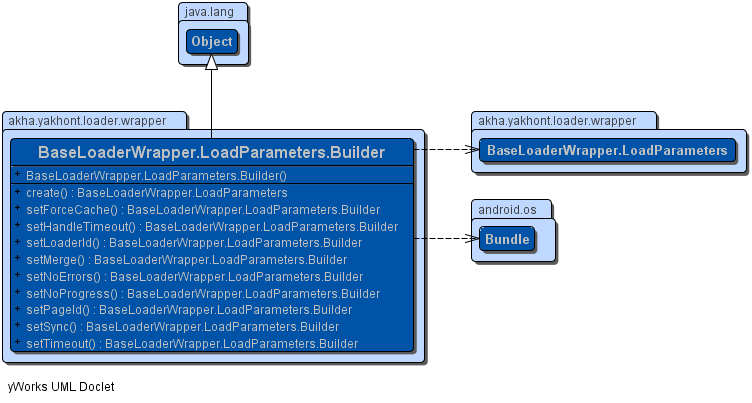 java.lang
Object
akha.yakhont.loader.wrapper
BaseLoaderWrapper.LoadParameters.Builder
+ BaseLoaderWrapper.LoadParameters.Builder()
+ create() : BaseLoaderWrapper.LoadParameters
+ setForceCache() : BaseLoaderWrapper.LoadParameters.Builder
+ setHandleTimeout() : BaseLoaderWrapper.LoadParameters.Builder
+ setLoaderId() : BaseLoaderWrapper.LoadParameters.Builder
+ setMerge() : BaseLoaderWrapper.LoadParameters.Builder
+ setNoErrors() : BaseLoaderWrapper.LoadParameters.Builder
+ setNoProgress() : BaseLoaderWrapper.LoadParameters.Builder
+ setPageId() : BaseLoaderWrapper.LoadParameters.Builder
+ setSync() : BaseLoaderWrapper.LoadParameters.Builder
+ setTimeout() : BaseLoaderWrapper.LoadParameters.Builder
akha.yakhont.loader.wrapper
BaseLoaderWrapper.LoadParameters
android.os
Bundle
yWorks UML Doclet